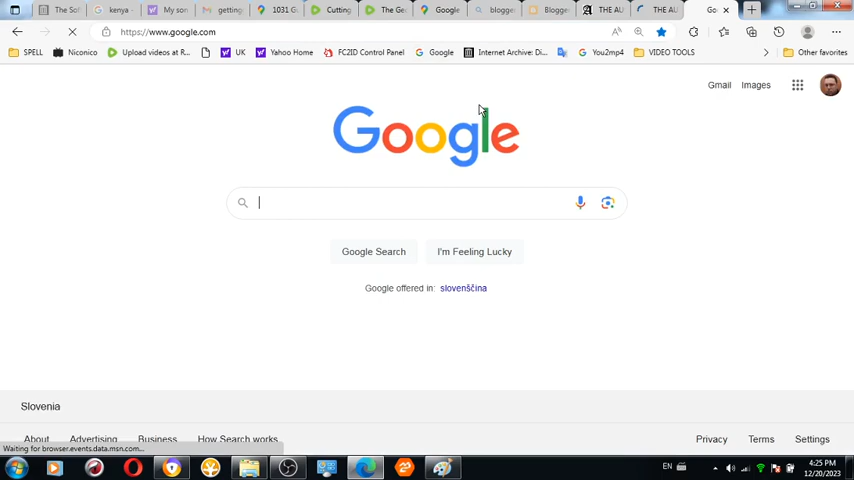 The Sof
kenya -
My son
getting
1031 G
Cutting
The Ge
Google
blogger
Blogger
THE AU
THE AU
Go
https://www.google.com
SPELL
Niconico
Upload videos at R...
UK
Yahoo Home
FC2ID Control Panel
Google
Internet Archive: Di...
You2mp4
VIDEO TOOLS
Other favorites
Gmail Images
Google
Google Search I'm Feeling Lucky
Google offered in: slovenščina
Slovenia
About Advertising Business How Search works
Privacy Terms Settings
Waiting for browser.events.data.msn.com...
EN
4:25 PM
12/20/2023